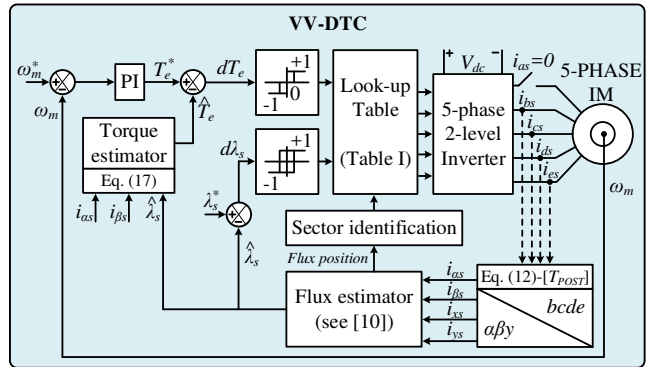 VV-DTC
ω*m
PI
T*e
dTe
+1
0
-1
Look-up
Table
(Table I)
+ Vdc -
5-phase
2-level
Inverter
ias=0
ibs
ics
ids
ies
5-PHASE
IM
ωm
ωm
T̂e
Torque
estimator
Eq. (17)
iαs
iβs
λ̂s
dλs
+1
-1
λ*s
λ̂s
Sector identification
Flux position
Flux estimator
(see [10])
iαs
iβs
ixs
iys
Eq. (12)-[TPOST]
bcde
αβy